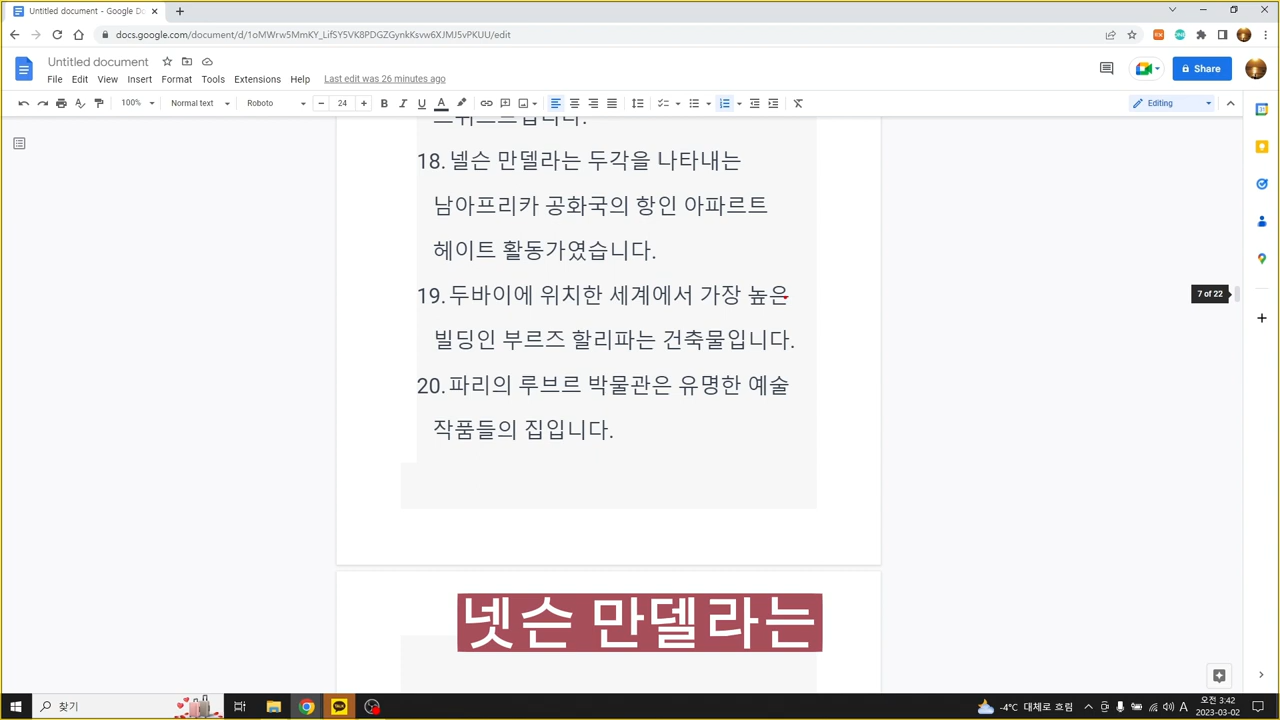 Untitled document - Google D
docs.google.com/document/d/1oMWrw5MmKY_LifSY5VK8PDGZGynkKsvw6XJMJ5vPKUU/edit
Untitled document
File Edit View Insert Format Tools Extensions Help Last edit was 26 minutes ago
Share
100% Normal text Roboto 24 Editing
18. 넬슨 만델라는 두각을 나타내는
남아프리카 공화국의 항인 아파르트
헤이트 활동가였습니다.
19. 두바이에 위치한 세계에서 가장 높은
빌딩인 부르즈 할리파는 건축물입니다.
20. 파리의 루브르 박물관은 유명한 예술
작품들의 집입니다.
7 of 22
넷슨 만델라는
찾기
-4°C 대체로 흐림
A
오전 3:42
2023-03-02